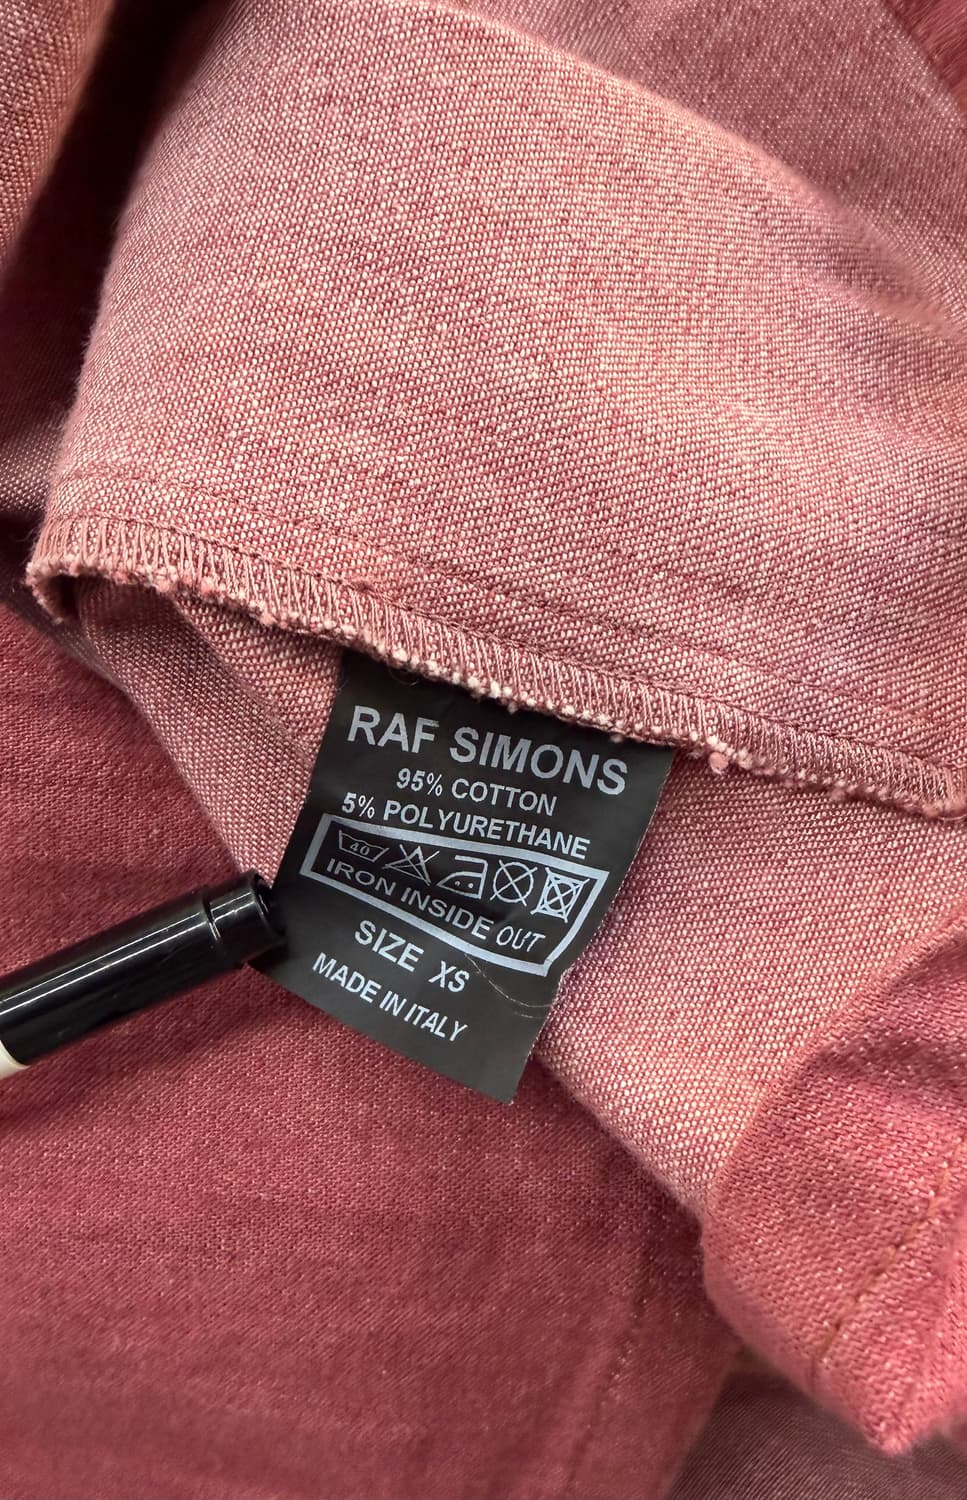 RAF SIMONS
95% COTTON
5% POLYURETHANE
40
IRON INSIDE OUT
SIZE XS
MADE IN ITALY